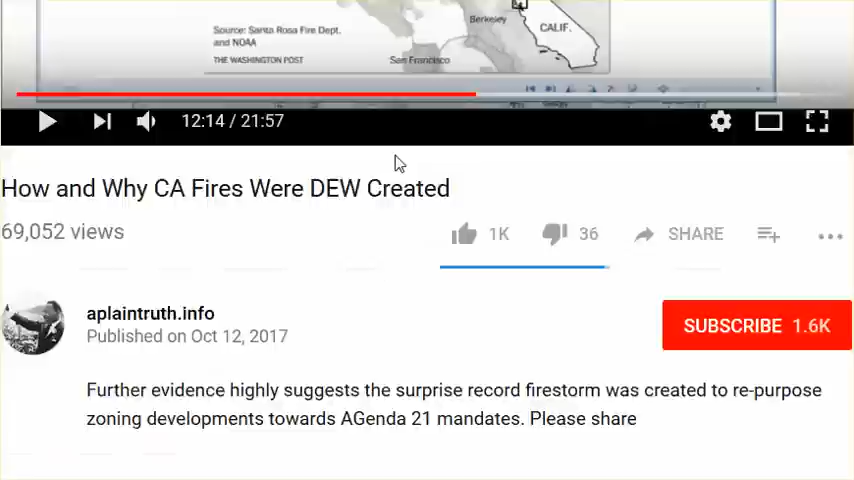 Source: Santa Rosa Fire Dept.
and NOAA
THE WASHINGTON POST
Berkeley
CALIF.
San Francisco
12:14 / 21:57
How and Why CA Fires Were DEW Created
69,052 views
1K
36
SHARE
aplaintruth.info
Published on Oct 12, 2017
SUBSCRIBE 1.6K
Further evidence highly suggests the surprise record firestorm was created to re-purpose
zoning developments towards AGenda 21 mandates. Please share